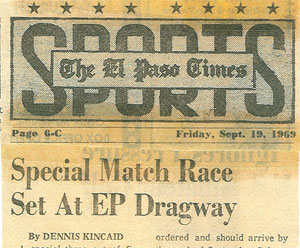 SPORTS
The El Paso Times
SPORTS
Page 6-C Friday, Sept. 19, 1969
Special Match Race
Set At EP Dragway
By DENNIS KINCAID
ordered and should arrive by